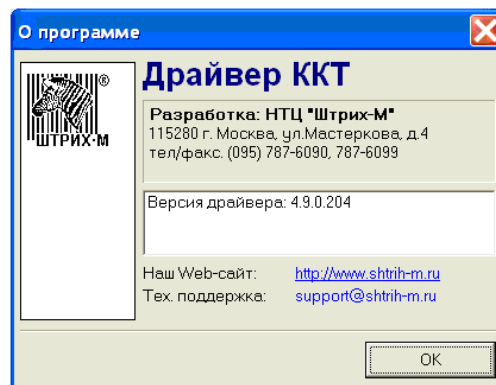 О программе
®
ШТРИХ-М
Драйвер ККТ
Разработка: НТЦ "Штрих-М"
115280 г. Москва, ул.Мастеркова, д.4
тел/факс. (095) 787-6090, 787-6099
Версия драйвера: 4.9.0.204
Наш Web-сайт: http://www.shtrih-m.ru
Тех. поддержка: support@shtrih-m.ru
OK